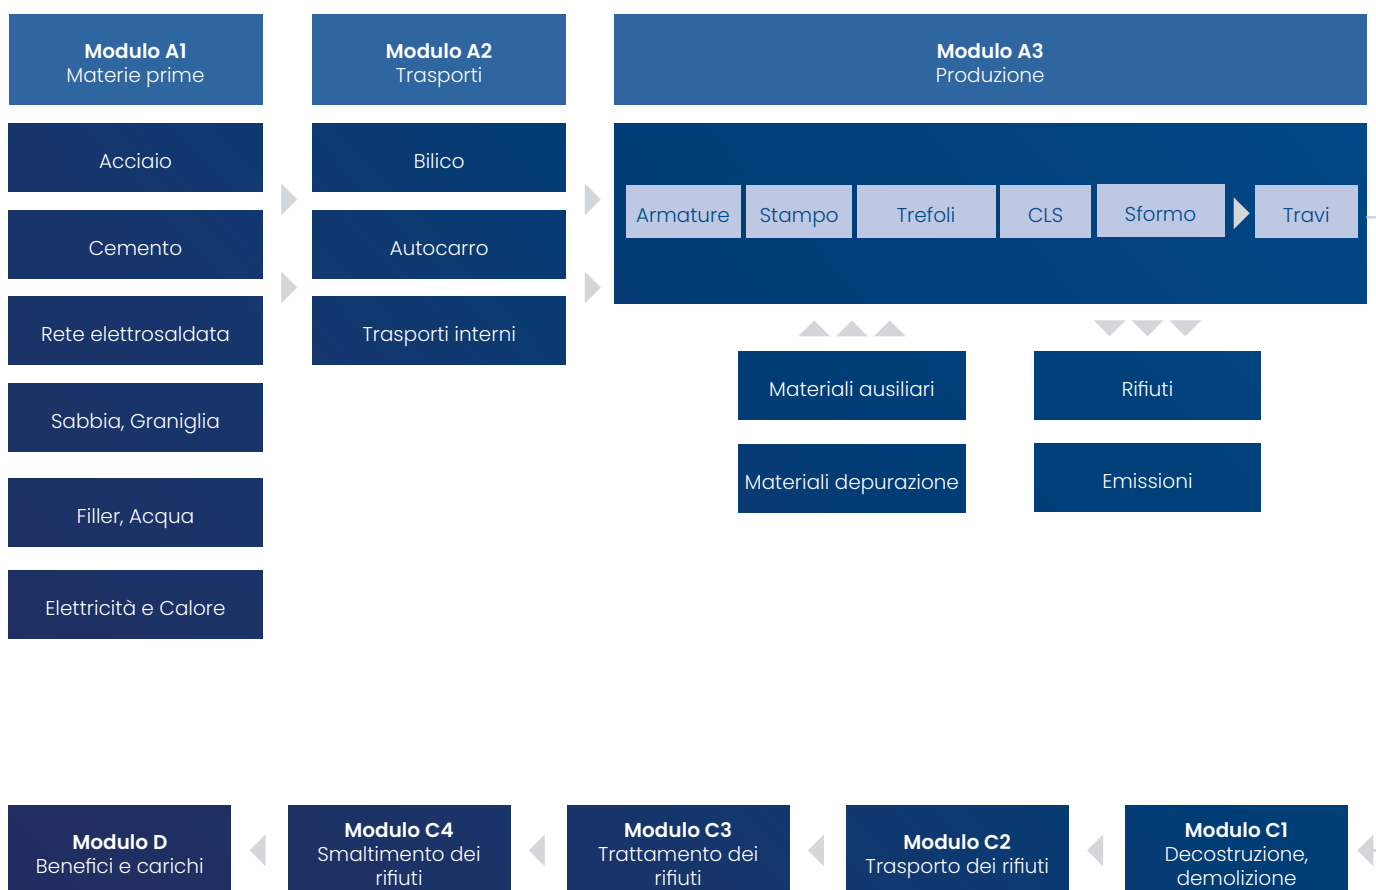 Modulo A1
Materie prime
Modulo A2
Trasporti
Modulo A3
Produzione
Acciaio
Cemento
Rete elettrosaldata
Sabbia, Graniglia
Filler, Acqua
Elettricità e Calore
Bilico
Autocarro
Trasporti interni
Armature
Stampo
Trefoli
CLS
Sformo
Travi
Materiali ausiliari
Materiali depurazione
Rifiuti
Emissioni
Modulo D
Benefici e carichi
Modulo C4
Smaltimento dei
rifiuti
Modulo C3
Trattamento dei
rifiuti
Modulo C2
Trasporto dei rifiuti
Modulo C1
Decostruzione,
demolizione